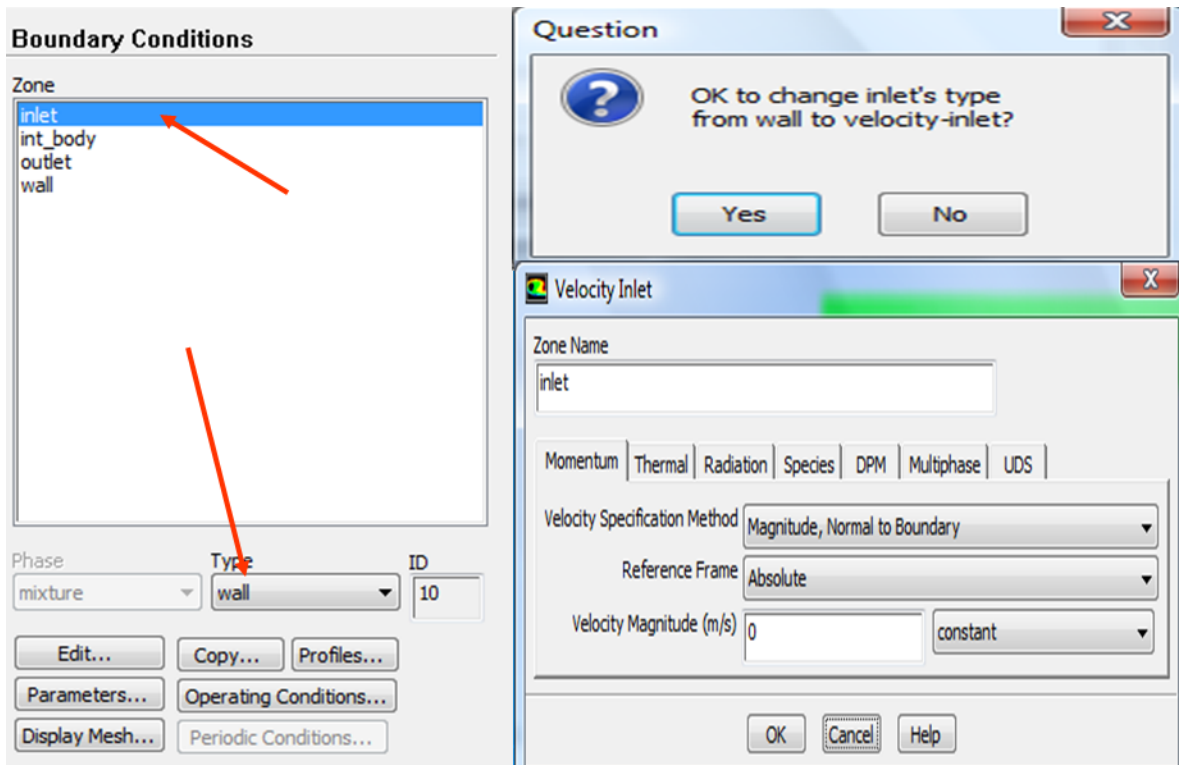 Boundary Conditions
Zone
inlet
int_body
outlet
wall
Phase
Type
ID
mixture
wall
10
Edit...
Copy...
Profiles...
Parameters...
Operating Conditions...
Display Mesh...
Periodic Conditions...
Question
OK to change inlet's type
from wall to velocity-inlet?
Yes
No
Velocity Inlet
Zone Name
inlet
Momentum Thermal Radiation Species DPM Multiphase UDS
Velocity Specification Method Magnitude, Normal to Boundary
Reference Frame Absolute
Velocity Magnitude (m/s) 0 constant
OK Cancel Help